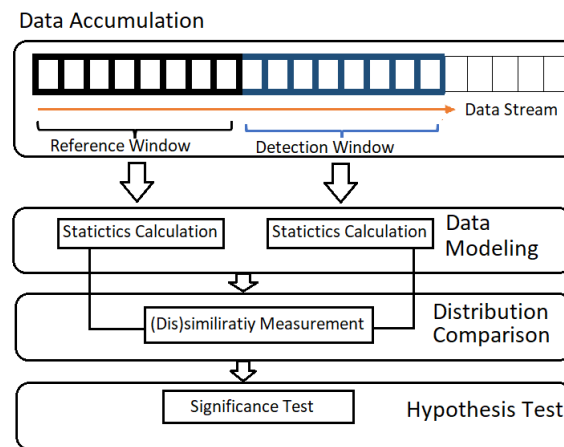 Data Accumulation
Data Stream
Reference Window
Detection Window
Statictics Calculation
Statictics Calculation
Data
Modeling
(Dis)similiratiy Measurement
Distribution
Comparison
Significance Test
Hypothesis Test